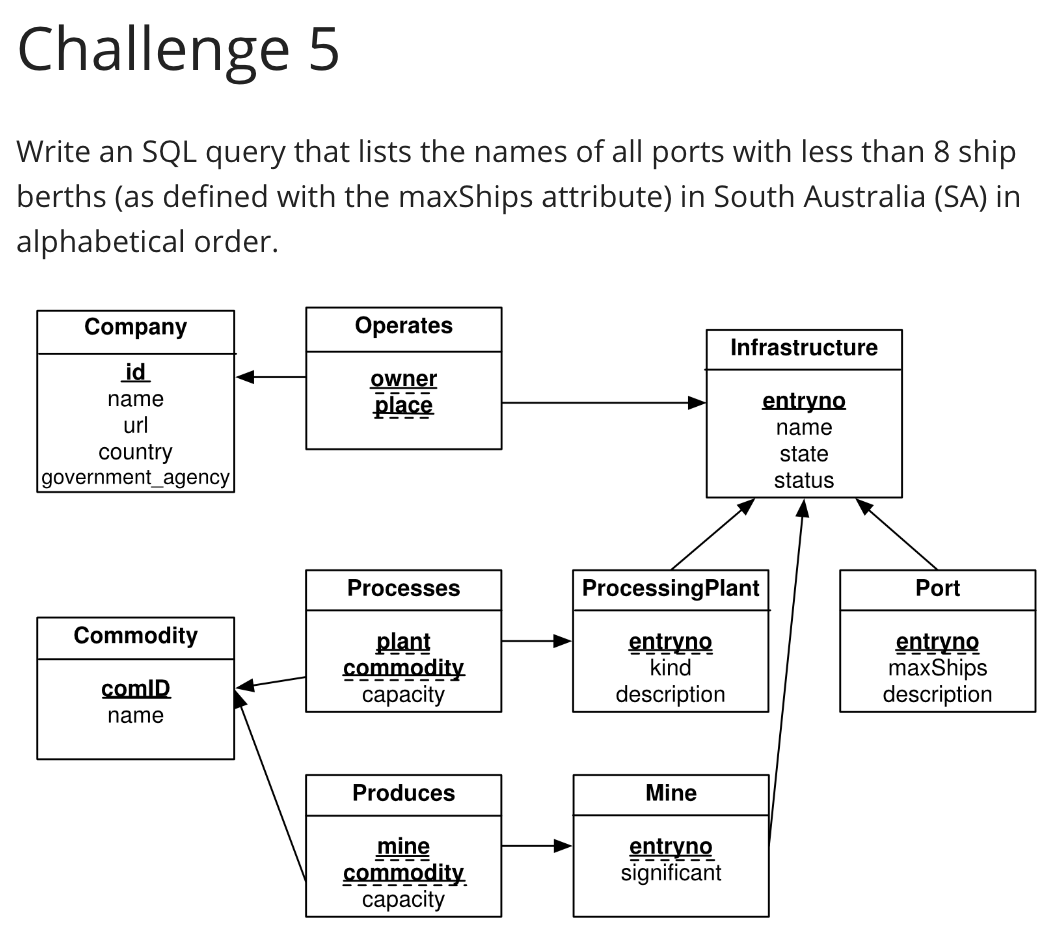 Challenge 5
Write an SQL query that lists the names of all ports with less than 8 ship
berths (as defined with the maxShips attribute) in South Australia (SA) in
alphabetical order.
Company
id
name
url
country
government_agency
Operates
owner
place
Infrastructure
entryno
name
state
status
Commodity
comID
name
Processes
plant
commodity
capacity
ProcessingPlant
entryno
kind
description
Port
entryno
maxShips
description
Produces
mine
commodity
capacity
Mine
entryno
significant